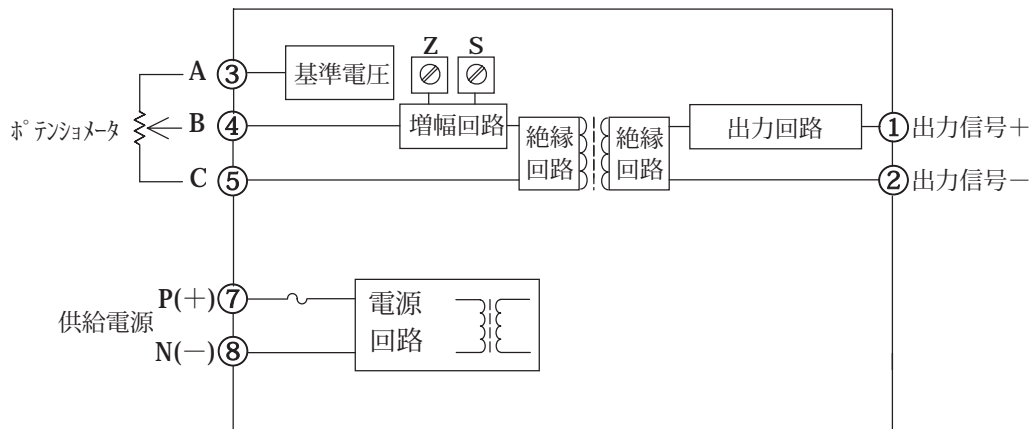 Z S
A ③ 基準電圧
ポテンショメータ B ④ 増幅回路 絶縁回路 絶縁回路 出力回路 ① 出力信号+
C ⑤ ② 出力信号-
供給電源
P(+) ⑦ 電源回路
N(-) ⑧